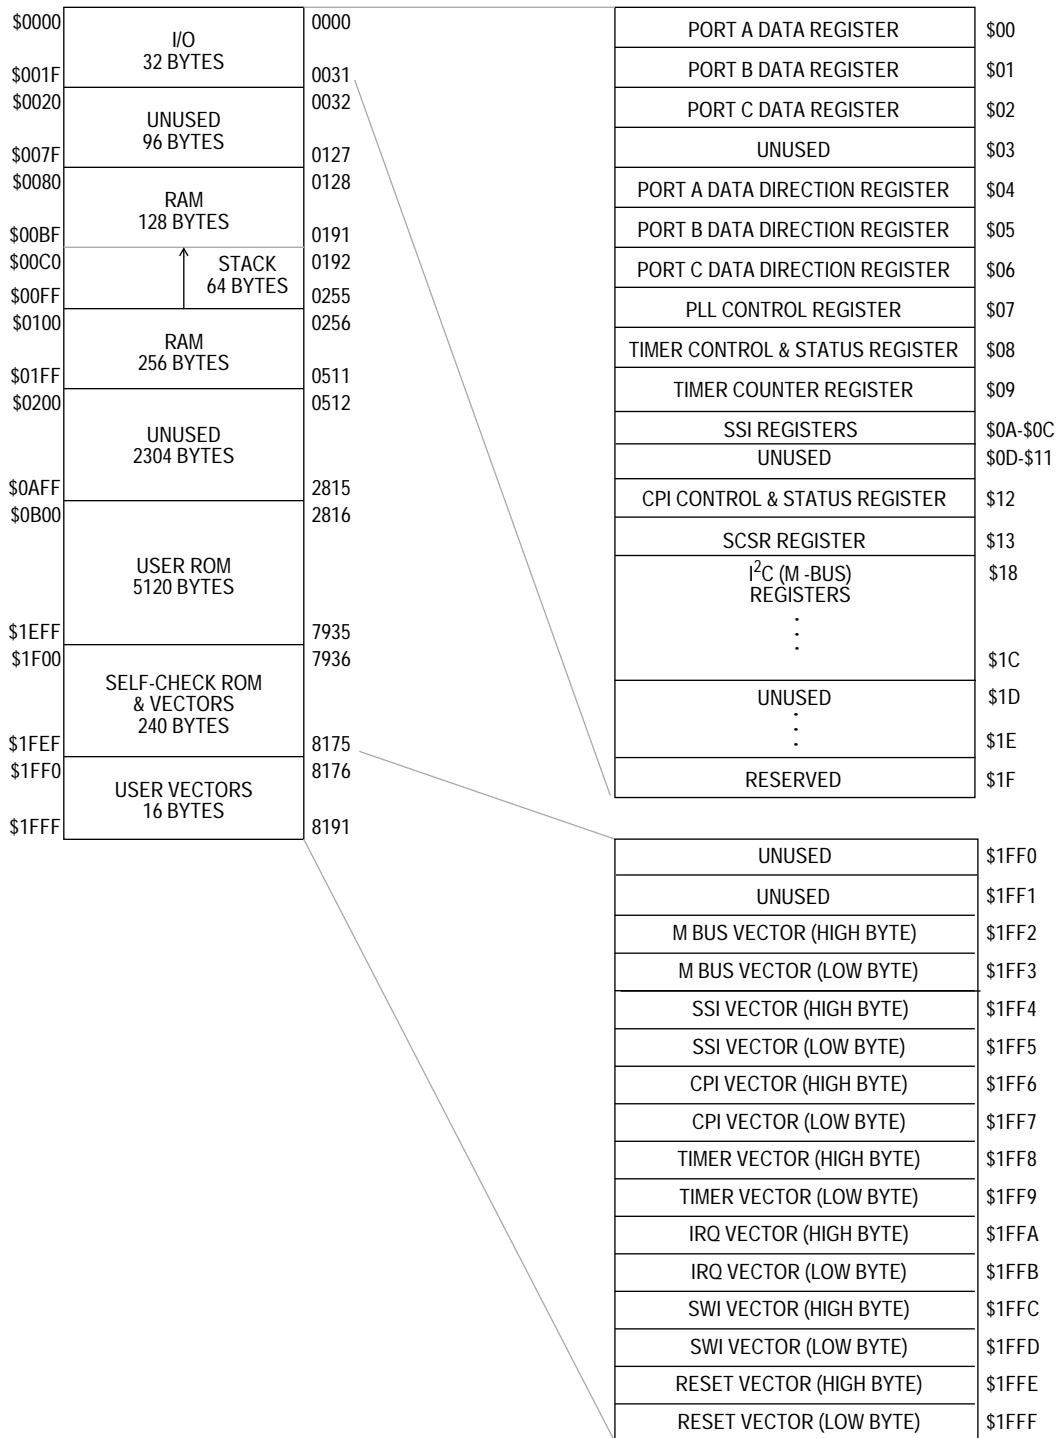 $0000 0000
I/O
32 BYTES
$001F 0031
$0020 0032
UNUSED
96 BYTES
$007F 0127
$0080 0128
RAM
128 BYTES
$00BF 0191
$00C0 STACK 0192
64 BYTES
$00FF 0255
$0100 0256
RAM
256 BYTES
$01FF 0511
$0200 0512
UNUSED
2304 BYTES
$0AFF 2815
$0B00 2816
USER ROM
5120 BYTES
$1EFF 7935
$1F00 7936
SELF-CHECK ROM
& VECTORS
240 BYTES
$1FEF 8175
$1FF0 8176
USER VECTORS
16 BYTES
$1FFF 8191
PORT A DATA REGISTER $00
PORT B DATA REGISTER $01
PORT C DATA REGISTER $02
UNUSED $03
PORT A DATA DIRECTION REGISTER $04
PORT B DATA DIRECTION REGISTER $05
PORT C DATA DIRECTION REGISTER $06
PLL CONTROL REGISTER $07
TIMER CONTROL & STATUS REGISTER $08
TIMER COUNTER REGISTER $09
SSI REGISTERS $0A-$0C
UNUSED $0D-$11
CPI CONTROL & STATUS REGISTER $12
SCSR REGISTER $13
I²C (M -BUS) $18
REGISTERS
$1C
UNUSED $1D
$1E
RESERVED $1F
UNUSED $1FF0
UNUSED $1FF1
M BUS VECTOR (HIGH BYTE) $1FF2
M BUS VECTOR (LOW BYTE) $1FF3
SSI VECTOR (HIGH BYTE) $1FF4
SSI VECTOR (LOW BYTE) $1FF5
CPI VECTOR (HIGH BYTE) $1FF6
CPI VECTOR (LOW BYTE) $1FF7
TIMER VECTOR (HIGH BYTE) $1FF8
TIMER VECTOR (LOW BYTE) $1FF9
IRQ VECTOR (HIGH BYTE) $1FFA
IRQ VECTOR (LOW BYTE) $1FFB
SWI VECTOR (HIGH BYTE) $1FFC
SWI VECTOR (LOW BYTE) $1FFD
RESET VECTOR (HIGH BYTE) $1FFE
RESET VECTOR (LOW BYTE) $1FFF